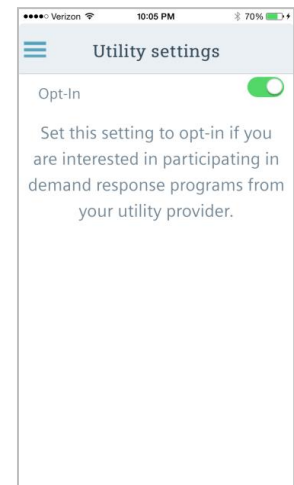 Verizon 10:05 PM 70%
Utility settings
Opt-In
Set this setting to opt-in if you
are interested in participating in
demand response programs from
your utility provider.